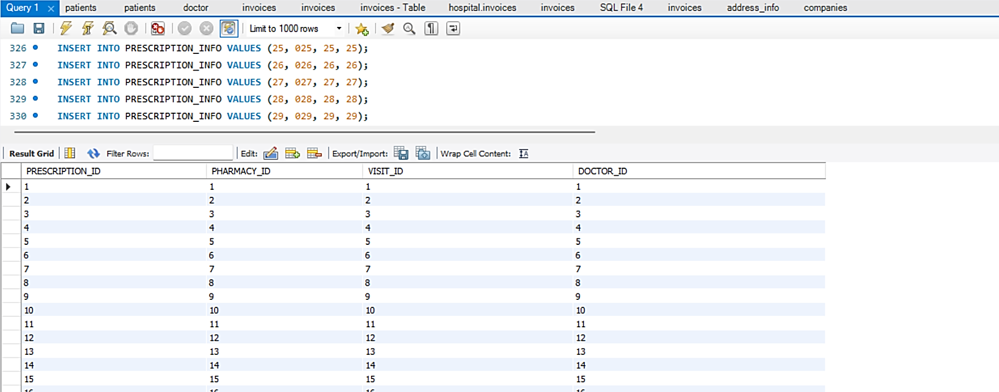 Query 1 patients patients doctor invoices invoices invoices - Table hospital.invoices invoices SQL File 4 invoices address_info companies
Limit to 1000 rows
326 INSERT INTO PRESCRIPTION_INFO VALUES (25, 025, 25, 25);
327 INSERT INTO PRESCRIPTION_INFO VALUES (26, 026, 26, 26);
328 INSERT INTO PRESCRIPTION_INFO VALUES (27, 027, 27, 27);
329 INSERT INTO PRESCRIPTION_INFO VALUES (28, 028, 28, 28);
330 INSERT INTO PRESCRIPTION_INFO VALUES (29, 029, 29, 29);
Result Grid Filter Rows: Edit: Export/Import: Wrap Cell Content:
PRESCRIPTION_ID PHARMACY_ID VISIT_ID DOCTOR_ID
1 1 1 1
2 2 2 2
3 3 3 3
4 4 4 4
5 5 5 5
6 6 6 6
7 7 7 7
8 8 8 8
9 9 9 9
10 10 10 10
11 11 11 11
12 12 12 12
13 13 13 13
14 14 14 14
15 15 15 15
16 16 16 16